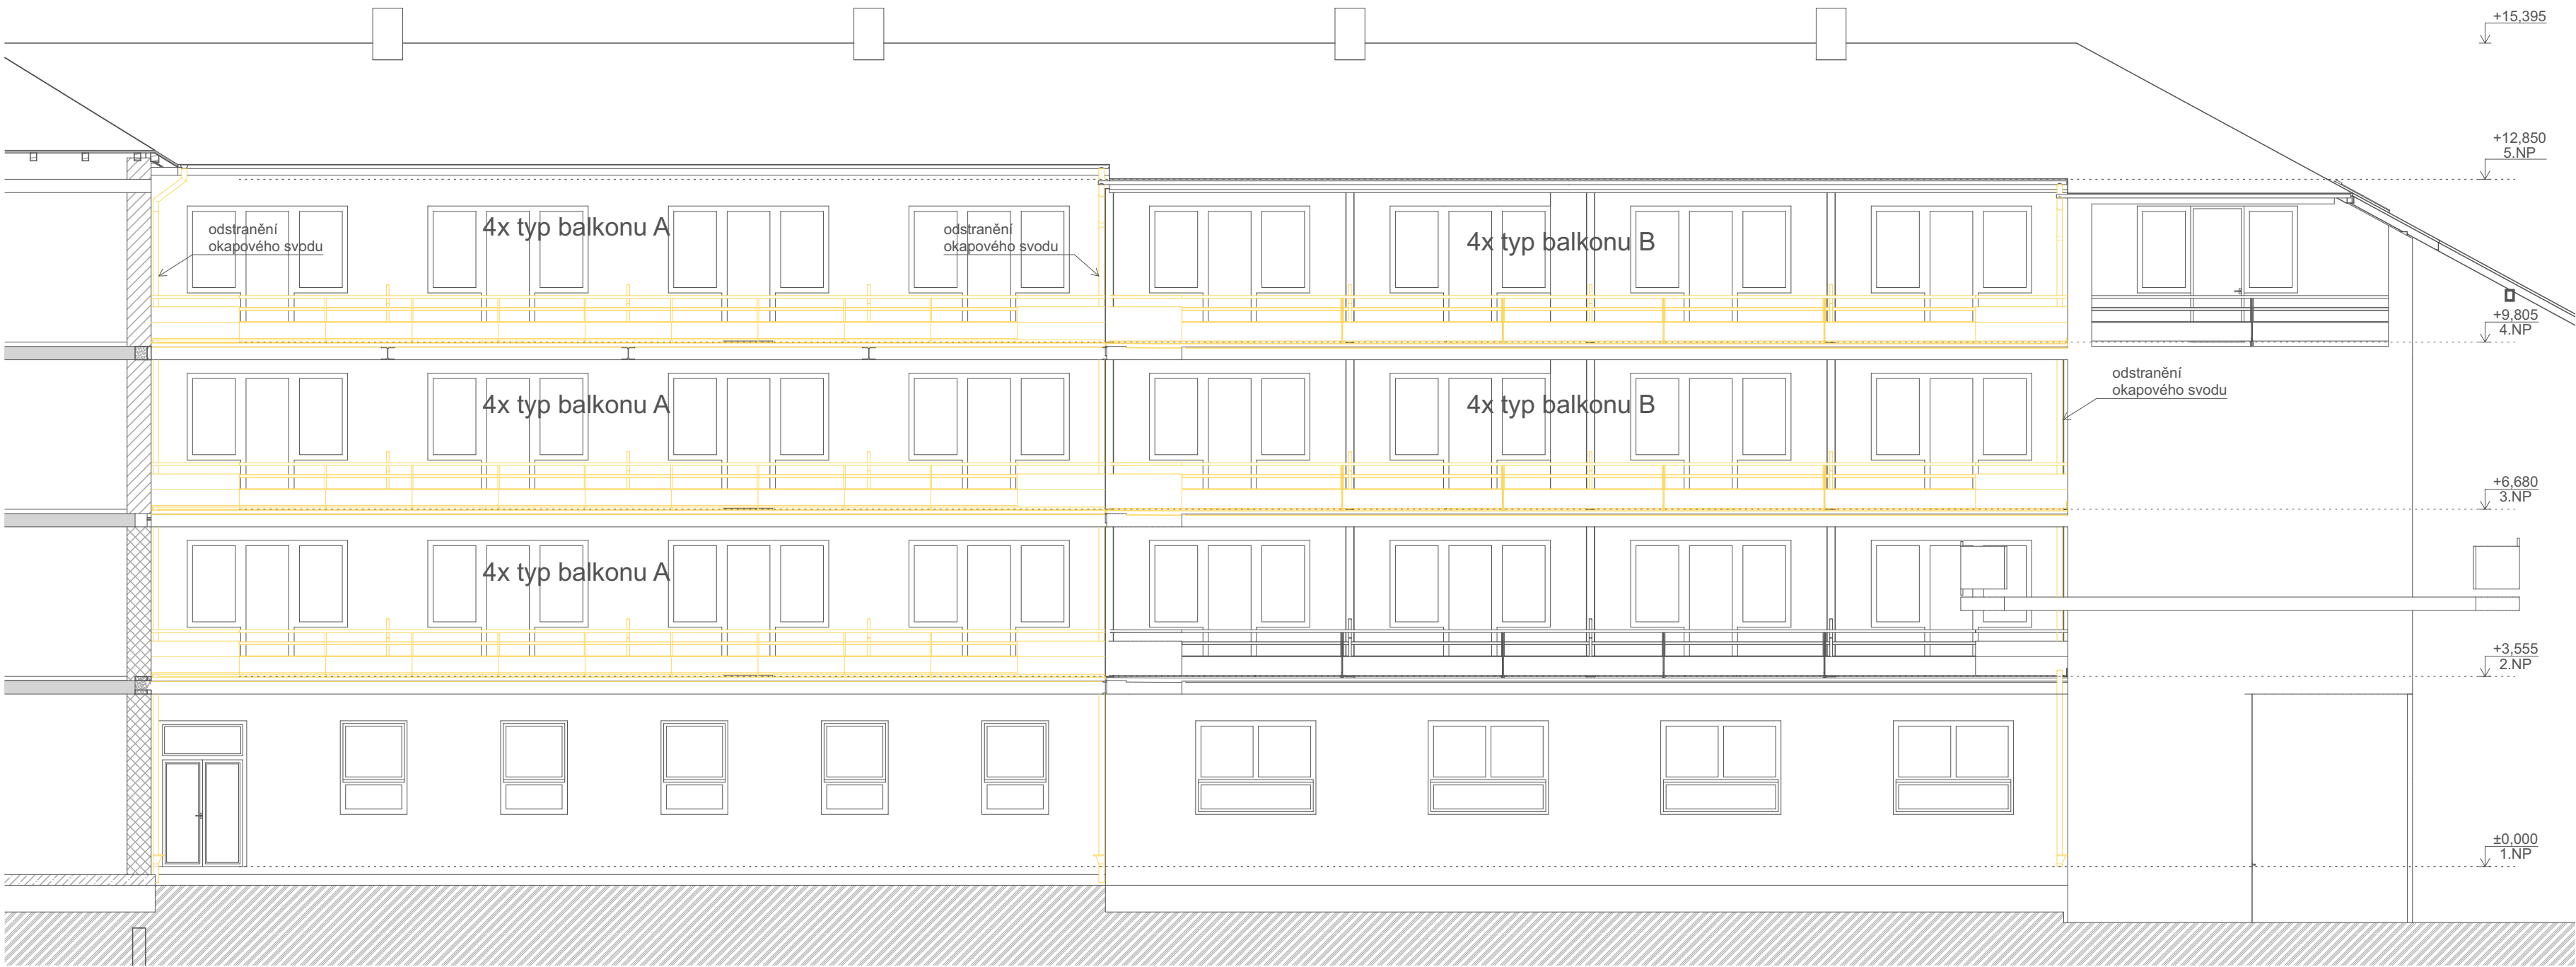 +15,395
+12,850
5.NP
4x typ balkonu A
odstranění
okapového svodu
odstranění
okapového svodu
4x typ balkonu B
+9,805
4.NP
4x typ balkonu A
4x typ balkonu B
odstranění
okapového svodu
+6,680
3.NP
4x typ balkonu A
+3,555
2.NP
±0,000
1.NP